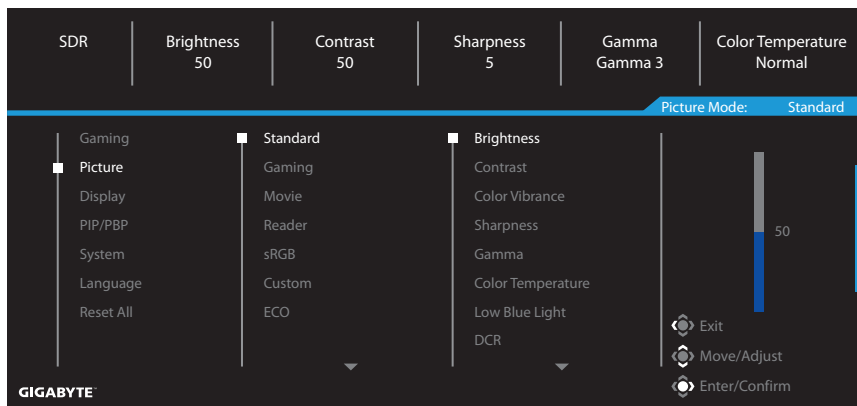 SDR
Brightness
50
Contrast
50
Sharpness
5
Gamma
Gamma 3
Color Temperature
Normal
Picture Mode: Standard
Gaming
Picture
Display
PIP/PBP
System
Language
Reset All
Standard
Gaming
Movie
Reader
sRGB
Custom
ECO
Brightness
Contrast
Color Vibrance
Sharpness
Gamma
Color Temperature
Low Blue Light
DCR
50
Exit
Move/Adjust
Enter/Confirm
GIGABYTE™